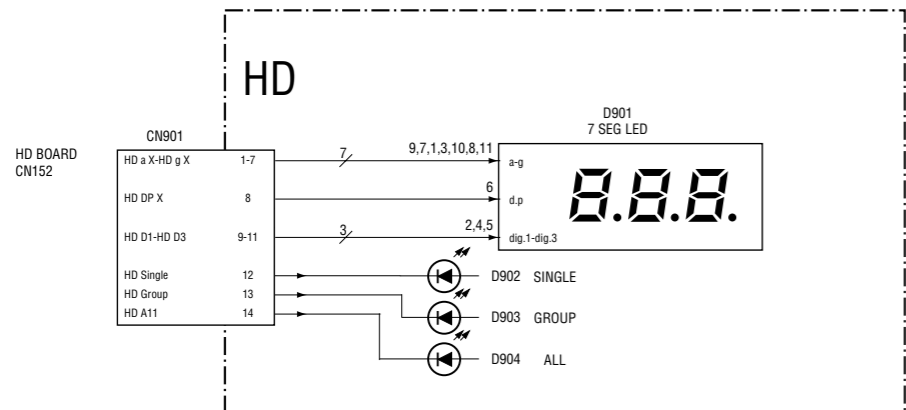 HD
D901
7 SEG LED
CN901
HD BOARD
CN152
HD a X-HD g X 1-7 7 9,7,1,3,10,8,11 a-g
HD DP X 8 6 d.p
HD D1-HD D3 9-11 3 2,4,5 dig.1-dig.3
8.8.8.
HD Single 12 D902 SINGLE
HD Group 13 D903 GROUP
HD A11 14 D904 ALL